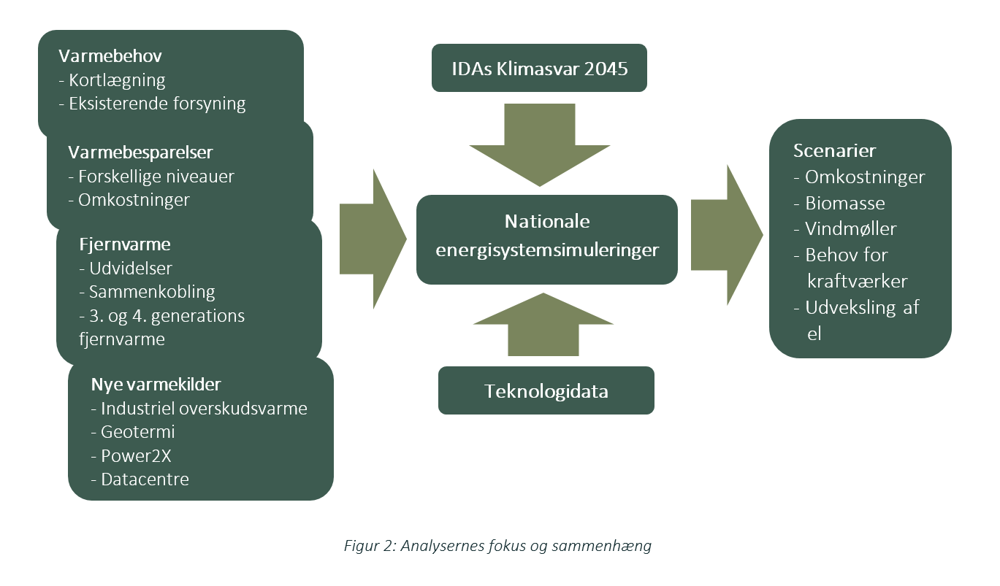 Varmebehov
- Kortlægning
- Eksisterende forsyning
Varmebesparelser
- Forskellige niveauer
- Omkostninger
Fjernvarme
- Udvidelser
- Sammenkobling
- 3. og 4. generations
fjernvarme
Nye varmekilder
- Industriel overskudsvarme
- Geotermi
- Power2X
- Datacentre
IDAs Klimasvar 2045
Nationale
energisystemsimuleringer
Teknologidata
Scenarier
- Omkostninger
- Biomasse
- Vindmøller
- Behov for
kraftværker
- Udveksling af
el
Figur 2: Analysernes fokus og sammenhæng